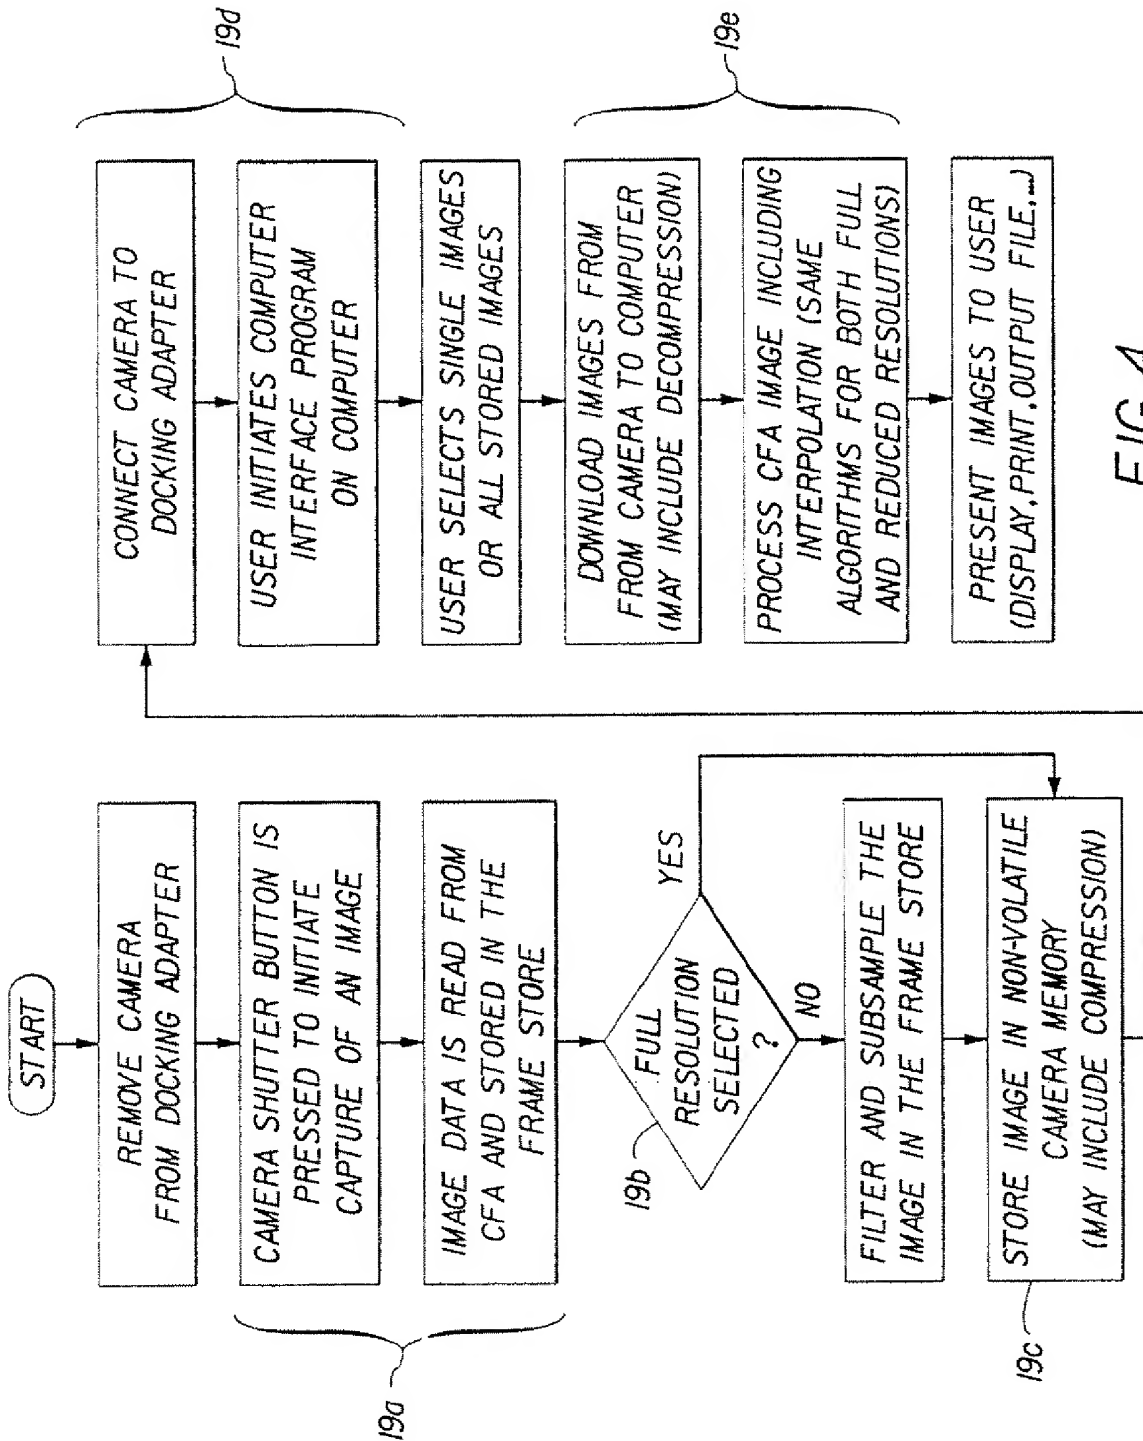 START
REMOVE CAMERA
FROM DOCKING ADAPTER
CAMERA SHUTTER BUTTON IS
PRESSED TO INITIATE
CAPTURE OF AN IMAGE
IMAGE DATA IS READ FROM
CFA AND STORED IN THE
FRAME STORE
19a
FULL
RESOLUTION
SELECTED
?
YES
NO
19b
FILTER AND SUBSAMPLE THE
IMAGE IN THE FRAME STORE
STORE IMAGE IN NON-VOLATILE
CAMERA MEMORY
(MAY INCLUDE COMPRESSION)
19c
CONNECT CAMERA TO
DOCKING ADAPTER
USER INITIATES COMPUTER
INTERFACE PROGRAM
ON COMPUTER
19d
USER SELECTS SINGLE IMAGES
OR ALL STORED IMAGES
DOWNLOAD IMAGES FROM
FROM CAMERA TO COMPUTER
(MAY INCLUDE DECOMPRESSION)
PROCESS CFA IMAGE INCLUDING
INTERPOLATION (SAME
ALGORITHMS FOR BOTH FULL
AND REDUCED RESOLUTIONS)
19e
PRESENT IMAGES TO USER
(DISPLAY,PRINT,OUTPUT FILE,...)
FIG.4